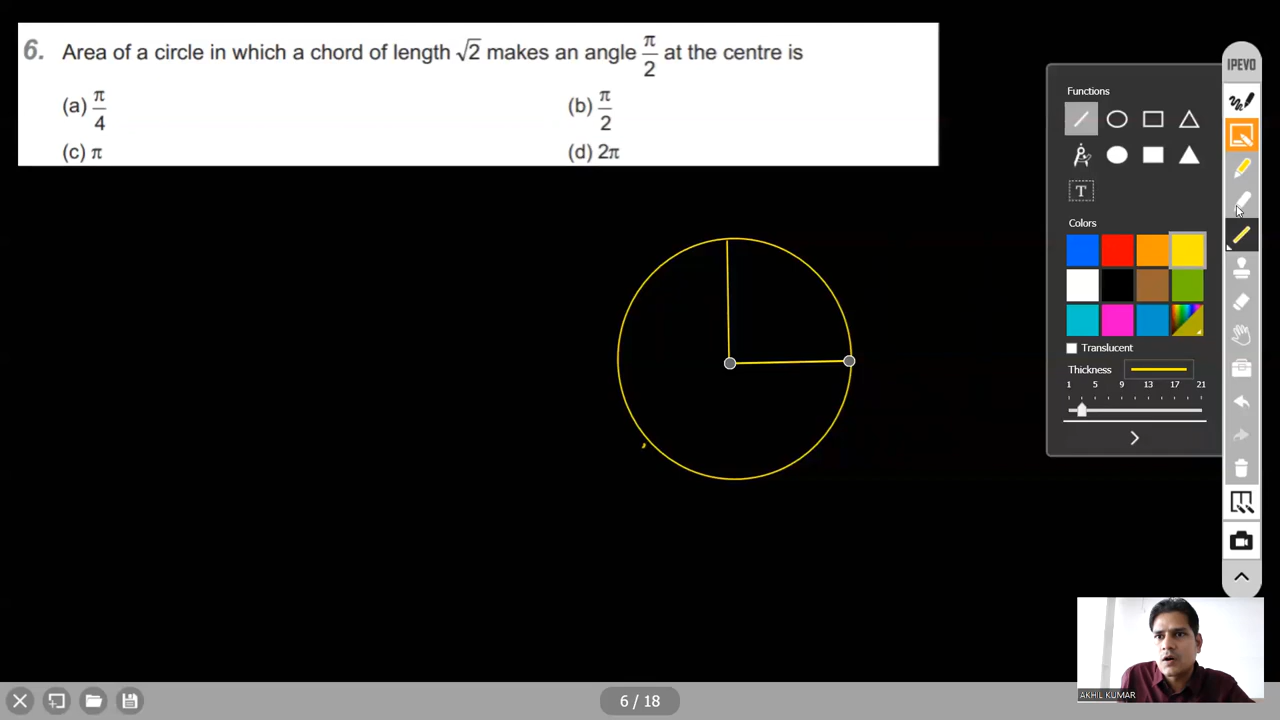 6. Area of a circle in which a chord of length √2 makes an angle π/2 at the centre is
(a) π/4 (b) π/2
(c) π (d) 2π
IPEVO
Functions
T
Colors
Translucent
Thickness
1 5 9 13 17 21
6 / 18
AKHIL KUMAR